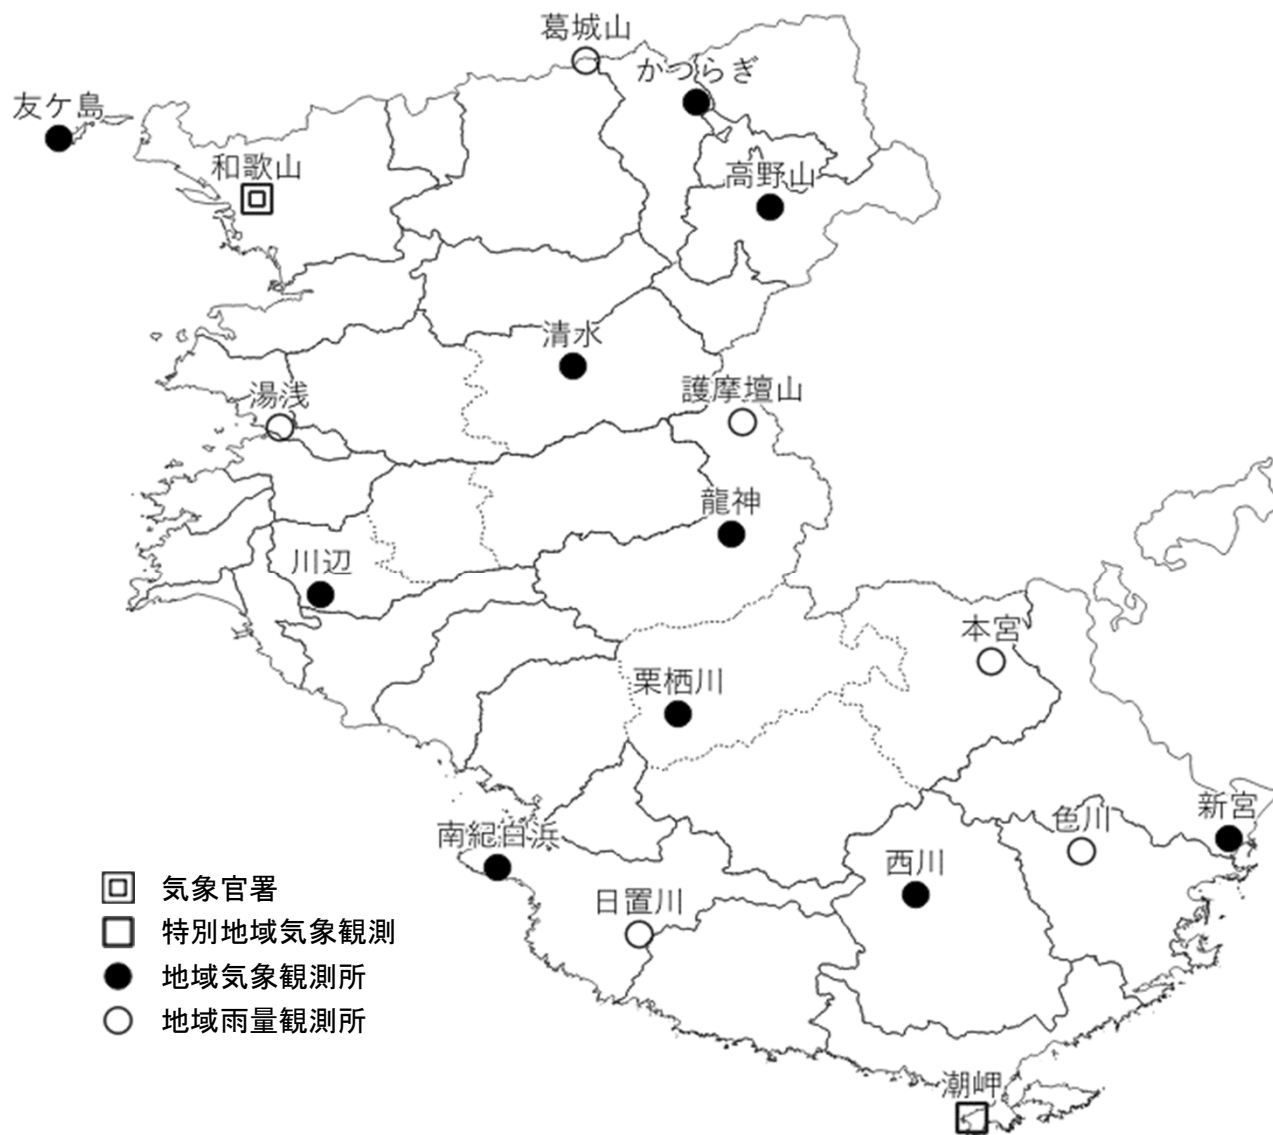 葛城山
かつらぎ
友ケ島
和歌山
高野山
清水
護摩壇山
湯浅
龍神
川辺
本宮
栗栖川
新宮
色川
南紀白浜
西川
日置川
潮岬
気象官署
特別地域気象観測
地域気象観測所
地域雨量観測所